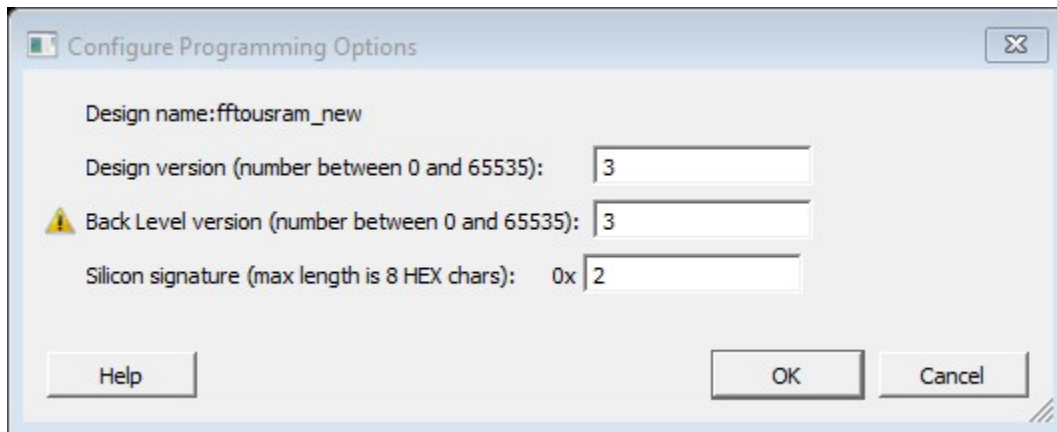 Configure Programming Options
Design name:fftousram_new
Design version (number between 0 and 65535): 3
Back Level version (number between 0 and 65535): 3
Silicon signature (max length is 8 HEX chars): 0x 2
Help OK Cancel